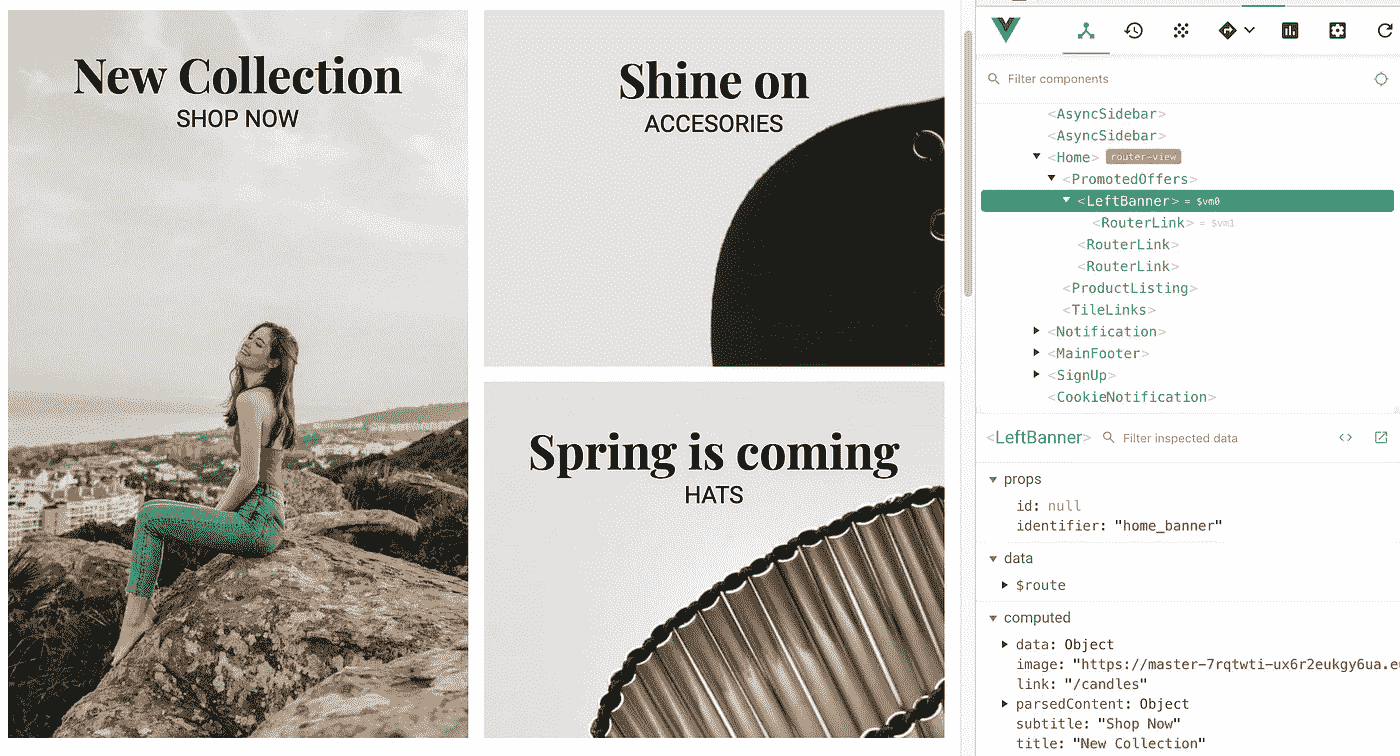 New Collection
SHOP NOW
Shine on
ACCESORIES
Spring is coming
HATS
Filter components
<AsyncSidebar>
<AsyncSidebar>
<Home> router-view
<PromotedOffers>
<LeftBanner> = $vm0
<RouterLink> = $vm1
<RouterLink>
<RouterLink>
<ProductListing>
<TileLinks>
<Notification>
<MainFooter>
<SignUp>
<CookieNotification>
<LeftBanner> Filter inspected data
props
id: null
identifier: "home_banner"
data
$route
computed
data: Object
image: "https://master-7rqtwti-ux6r2eukgy6ua.e
link: "/candles"
parsedContent: Object
subtitle: "Shop Now"
title: "New Collection"